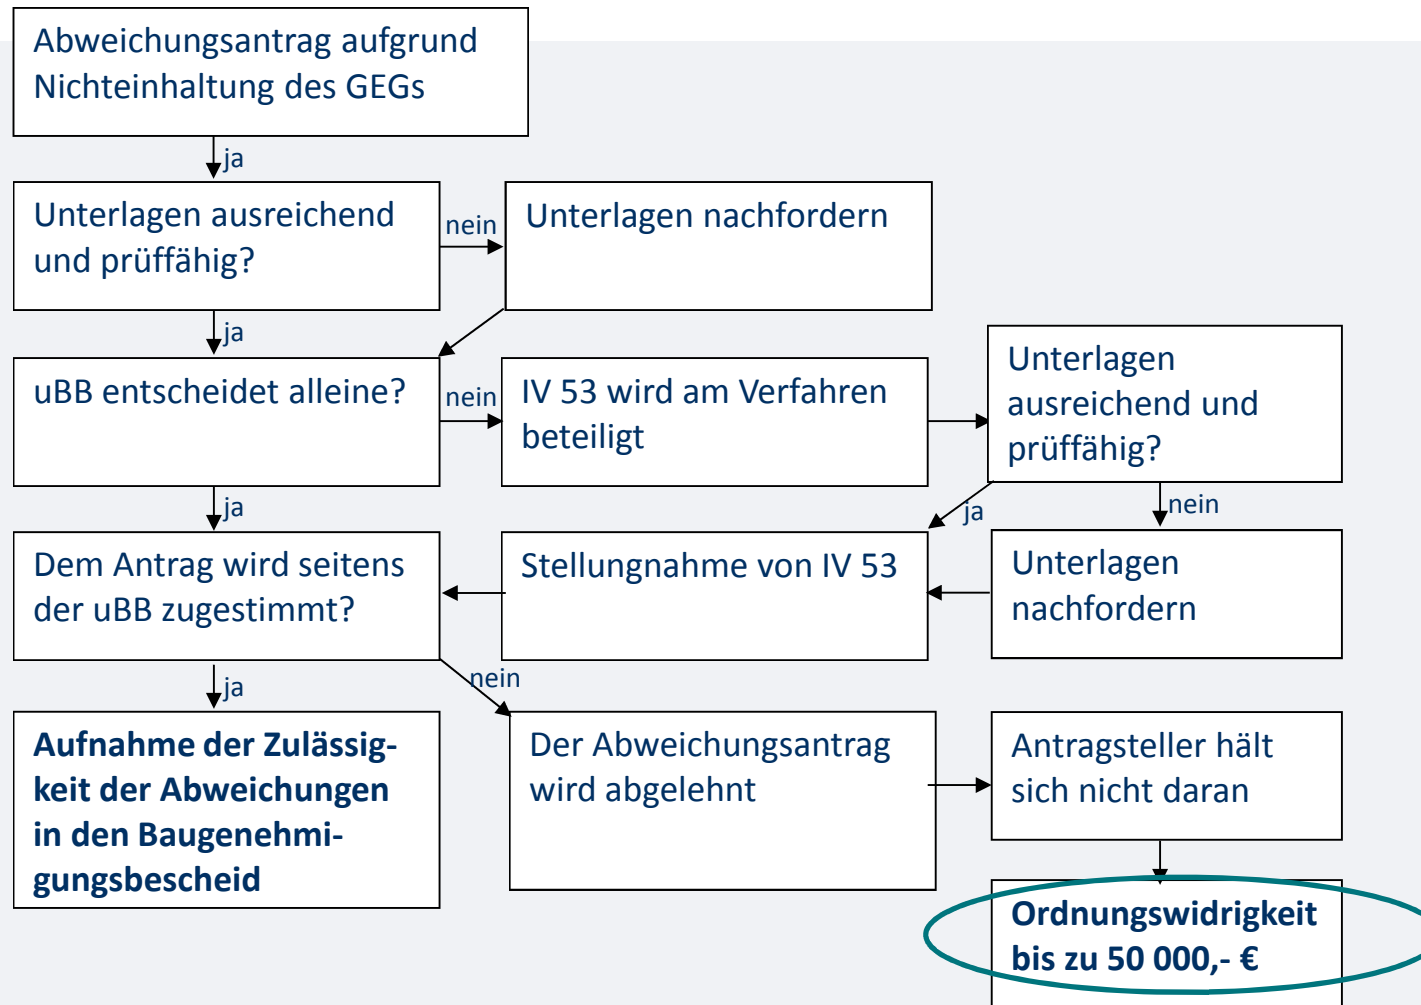 Abweichungsantrag aufgrund
Nichteinhaltung des GEGs
ja
Unterlagen ausreichend
und prüffähig?
nein
Unterlagen nachfordern
ja
uBB entscheidet alleine?
nein
IV 53 wird am Verfahren
beteiligt
Unterlagen
ausreichend und
prüffähig?
ja
ja
nein
Dem Antrag wird seitens
der uBB zugestimmt?
Stellungnahme von IV 53
Unterlagen
nachfordern
ja
nein
Aufnahme der Zulässig-
keit der Abweichungen
in den Baugenehmi-
gungsbescheid
Der Abweichungsantrag
wird abgelehnt
Antragsteller hält
sich nicht daran
Ordnungswidrigkeit
bis zu 50 000,- €